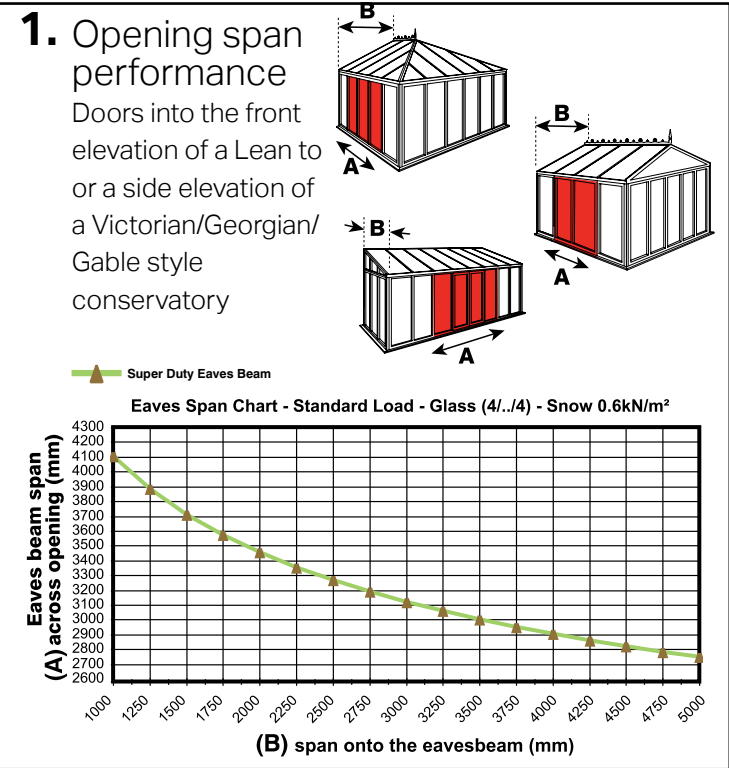 1. Opening span
performance
Doors into the front
elevation of a Lean to
or a side elevation of
a Victorian/Georgian/
Gable style
conservatory
B
A
B
A
B
A
Super Duty Eaves Beam
Eaves Span Chart - Standard Load - Glass (4/../4) - Snow 0.6kN/m²
Eaves beam span
(A) across opening (mm)
4300
4200
4100
4000
3900
3800
3700
3600
3500
3400
3300
3200
3100
3000
2900
2800
2700
2600
1000 1250 1500 1750 2000 2250 2500 2750 3000 3250 3500 3750 4000 4250 4500 4750 5000
(B) span onto the eavesbeam (mm)